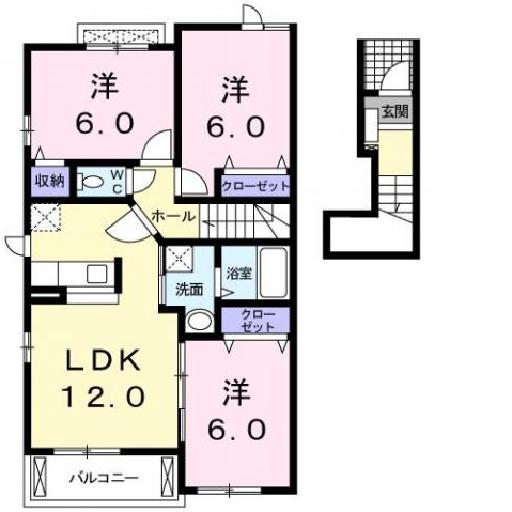 洋
6.0
洋
6.0
玄関
収納
WC
クローゼット
ホール
洗面
浴室
クロー
ゼット
LDK
12.0
洋
6.0
バルコニー